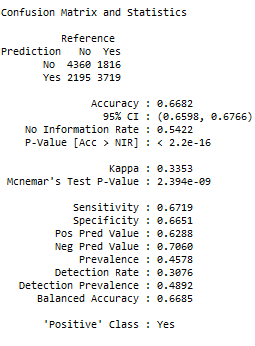 Confusion Matrix and Statistics
Reference
Prediction No Yes
No 4360 1816
Yes 2195 3719
Accuracy : 0.6682
95% CI : (0.6598, 0.6766)
No Information Rate : 0.5422
P-Value [Acc > NIR] : < 2.2e-16
Kappa : 0.3353
Mcnemar's Test P-Value : 2.394e-09
Sensitivity : 0.6719
Specificity : 0.6651
Pos Pred Value : 0.6288
Neg Pred Value : 0.7060
Prevalence : 0.4578
Detection Rate : 0.3076
Detection Prevalence : 0.4892
Balanced Accuracy : 0.6685
'Positive' Class : Yes